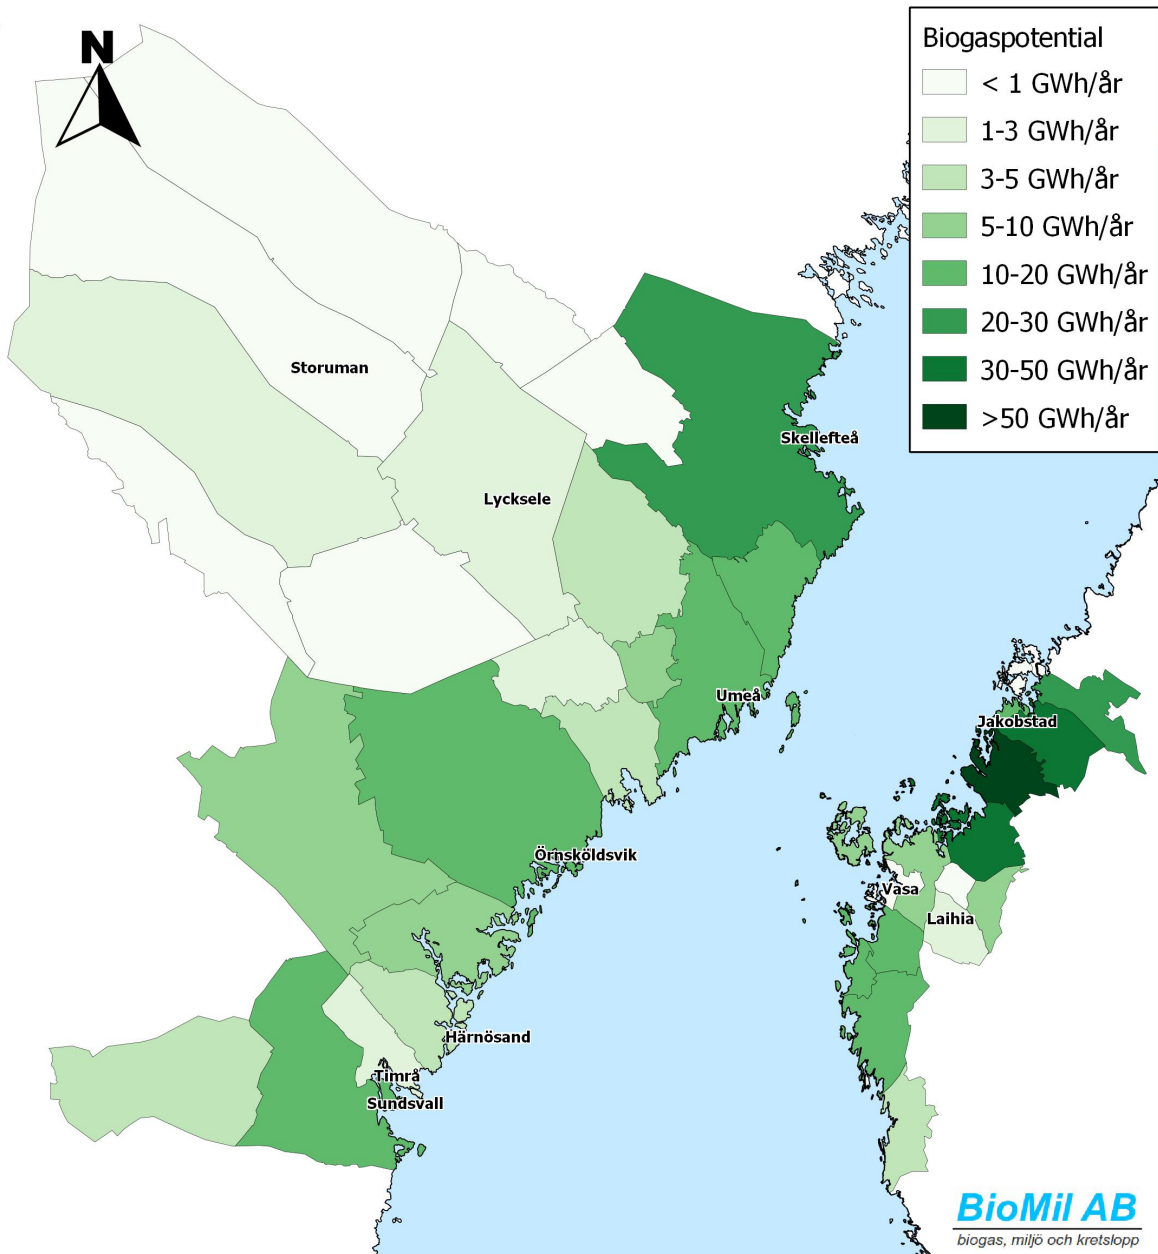 N
Biogaspotential
< 1 GWh/år
1-3 GWh/år
3-5 GWh/år
5-10 GWh/år
10-20 GWh/år
20-30 GWh/år
30-50 GWh/år
>50 GWh/år
Storuman
Skellefteå
Lycksele
Umeå
Jakobstad
Örnsköldsvik
Vasa
Laihia
Härnösand
Timrå
Sundsvall
BioMil AB
biogas, miljö och kretslopp